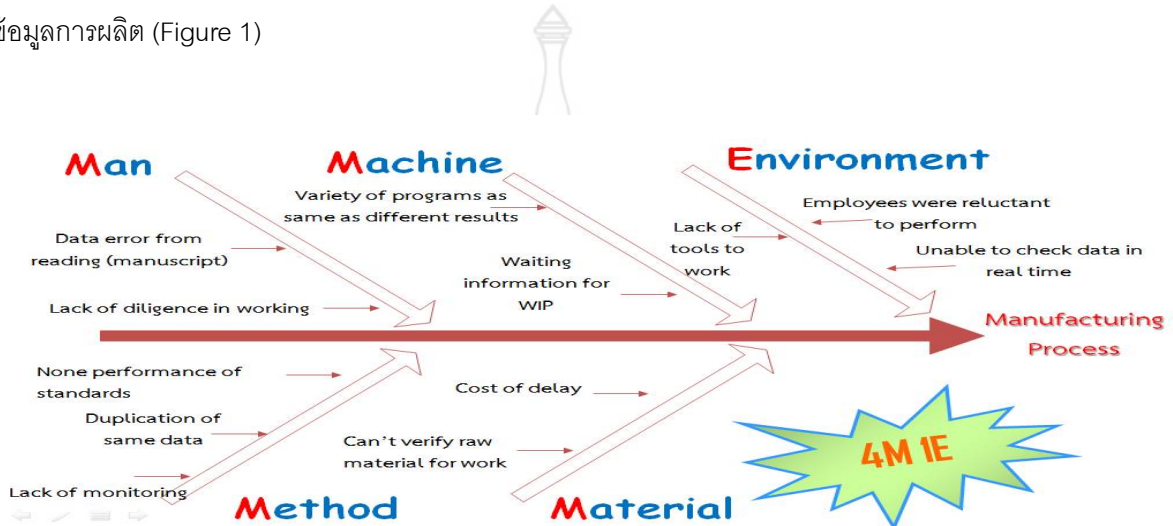 ข้อมูลการผลิต (Figure 1)
Man
Machine
Environment
Data error from
reading (manuscript)
Lack of diligence in working
Variety of programs as
same as different results
Waiting
information for
WIP
Lack of
tools to
work
Employees were reluctant
to perform
Unable to check data in
real time
Manufacturing
Process
None performance of
standards
Duplication of
same data
Lack of monitoring
Method
Cost of delay
Can't verify raw
material for work
Material
4M 1E